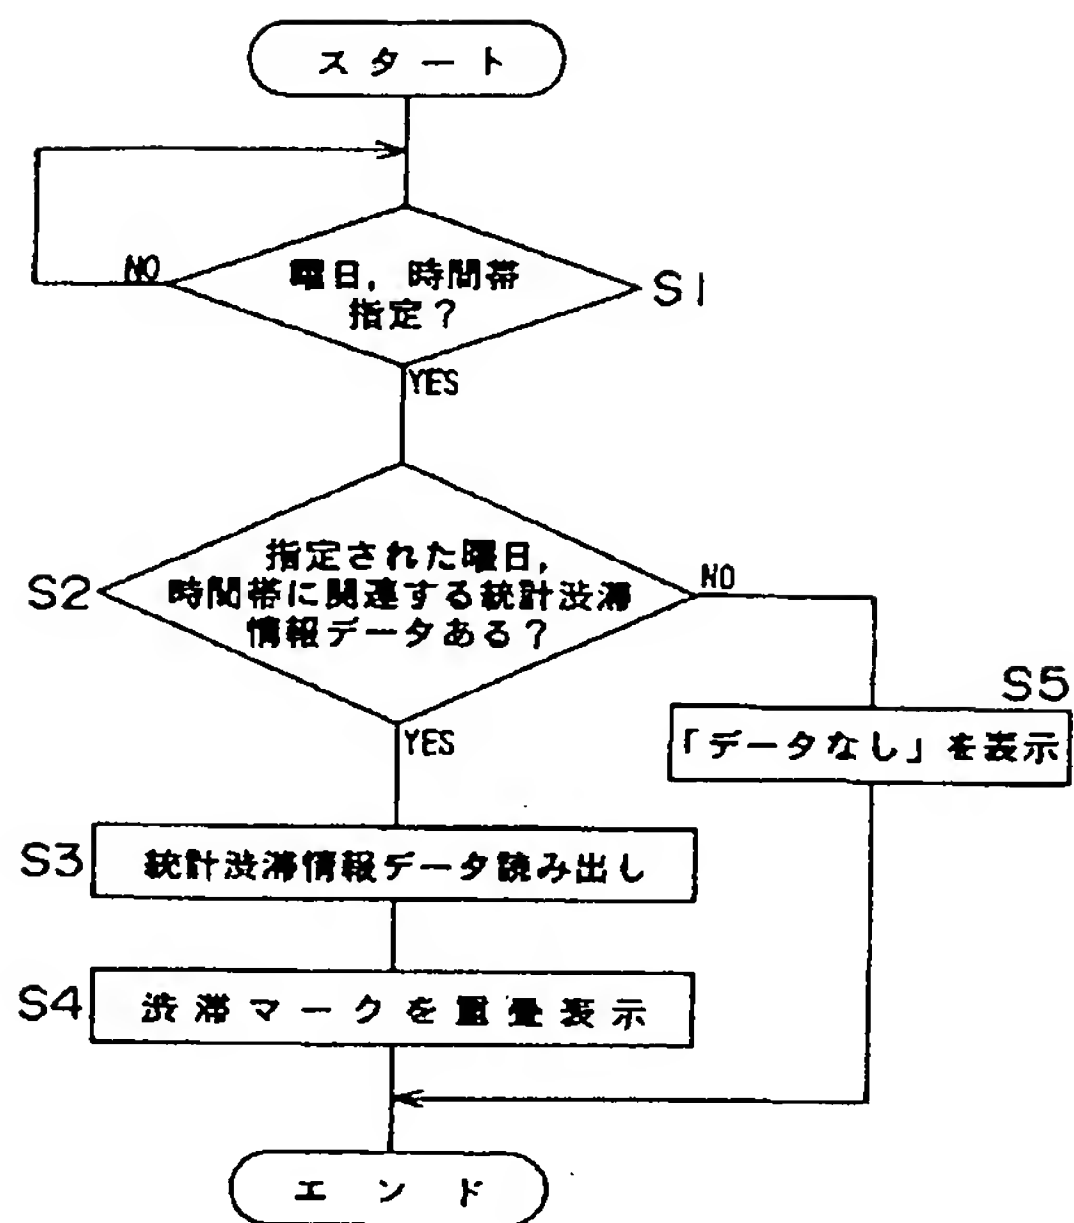 スタート
NO
曜日，時間帯
指定？
S1
YES
S2
指定された曜日，
時間帯に関連する統計渋滞
情報データある？
NO
YES
S5
「データなし」を表示
S3
統計渋滞情報データ読み出し
S4
渋滞マークを重畳表示
エンド